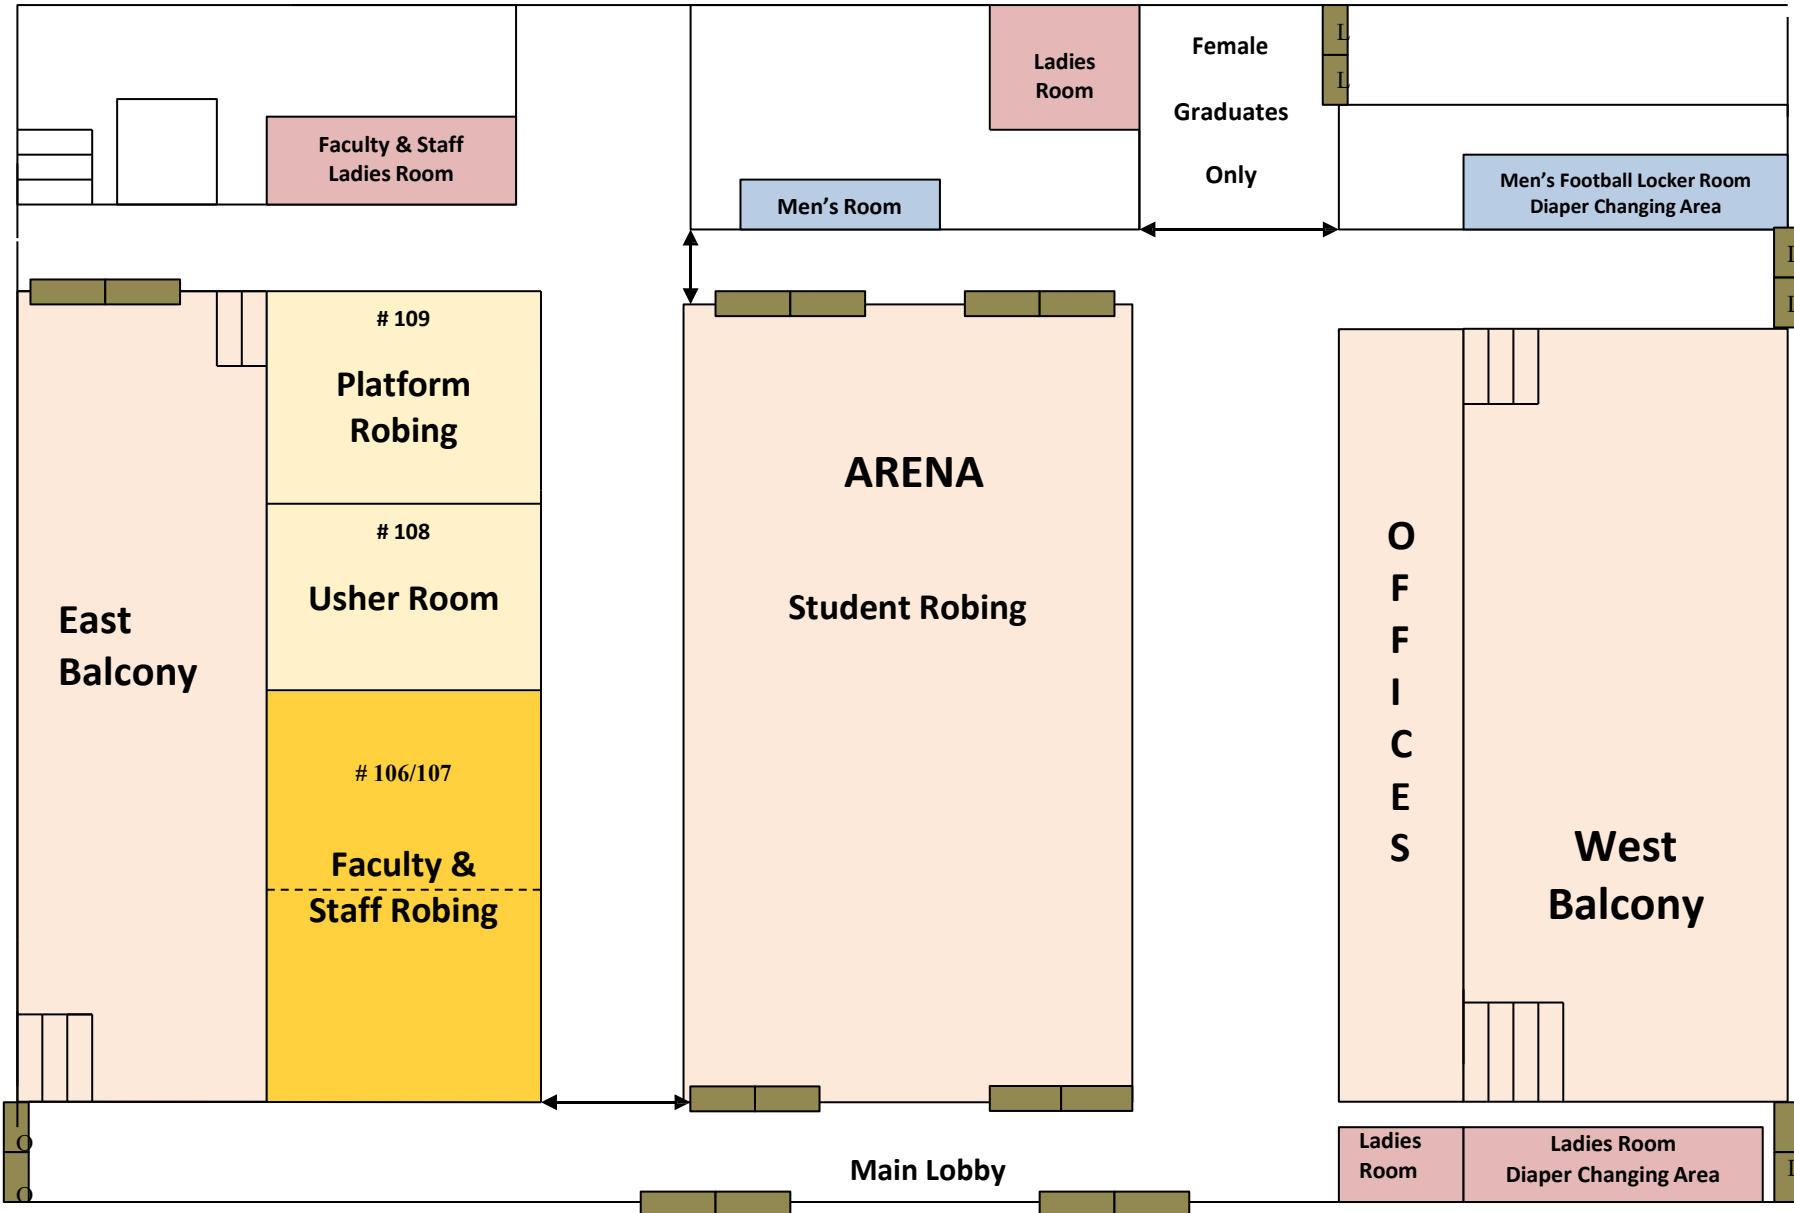 Female
Graduates
Only
L
L
Ladies
Room
Faculty & Staff
Ladies Room
Men's Room
Men’s Football Locker Room
Diaper Changing Area
L
L
# 109
Platform
Robing
# 108
Usher Room
East
Balcony
# 106/107
Faculty &
Staff Robing
ARENA
Student Robing
O
F
F
I
C
E
S
West
Balcony
O
O
Main Lobby
Ladies
Room
Ladies Room
Diaper Changing Area
L